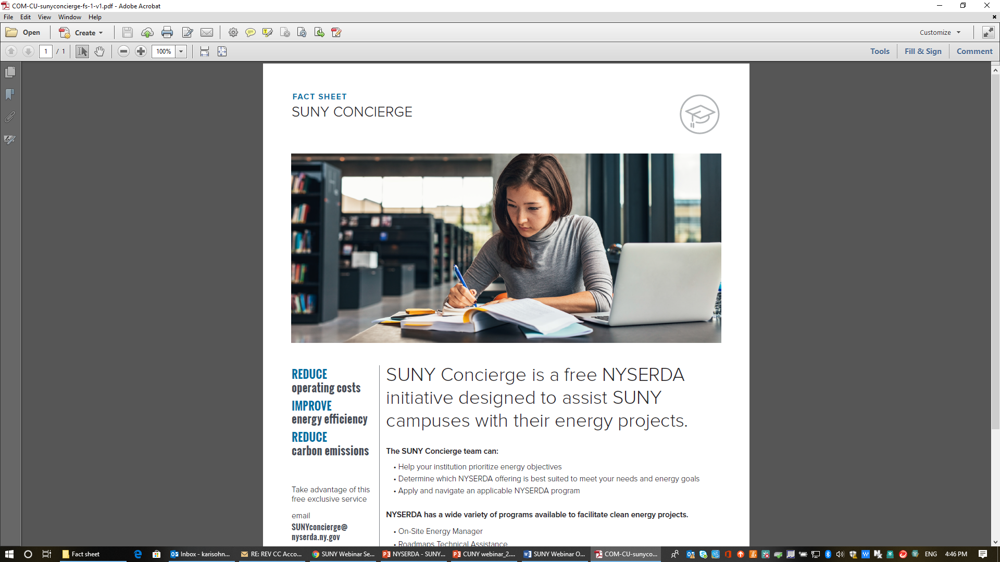 COM-CU-sunyconcierge-fs-1-v1.pdf - Adobe Acrobat
File Edit View Window Help
Open Create Customize
1 / 1 100% Tools Fill & Sign Comment
FACT SHEET
SUNY CONCIERGE
REDUCE
operating costs
IMPROVE
energy efficiency
REDUCE
carbon emissions
Take advantage of this
free exclusive service
email
SUNYconcierge@
nyserda.ny.gov
SUNY Concierge is a free NYSERDA
initiative designed to assist SUNY
campuses with their energy projects.
The SUNY Concierge team can:
• Help your institution prioritize energy objectives
• Determine which NYSERDA offering is best suited to meet your needs and energy goals
• Apply and navigate an applicable NYSERDA program
NYSERDA has a wide variety of programs available to facilitate clean energy projects.
• On-Site Energy Manager
• Roadmaps Technical Assistance
Fact sheet Inbox - karisohn... RE: REV CC Acco... SUNY Webinar Se... NYSERDA - SUNY... CUNY webinar_2... SUNY Webinar O... COM-CU-sunyco... ENG 4:46 PM